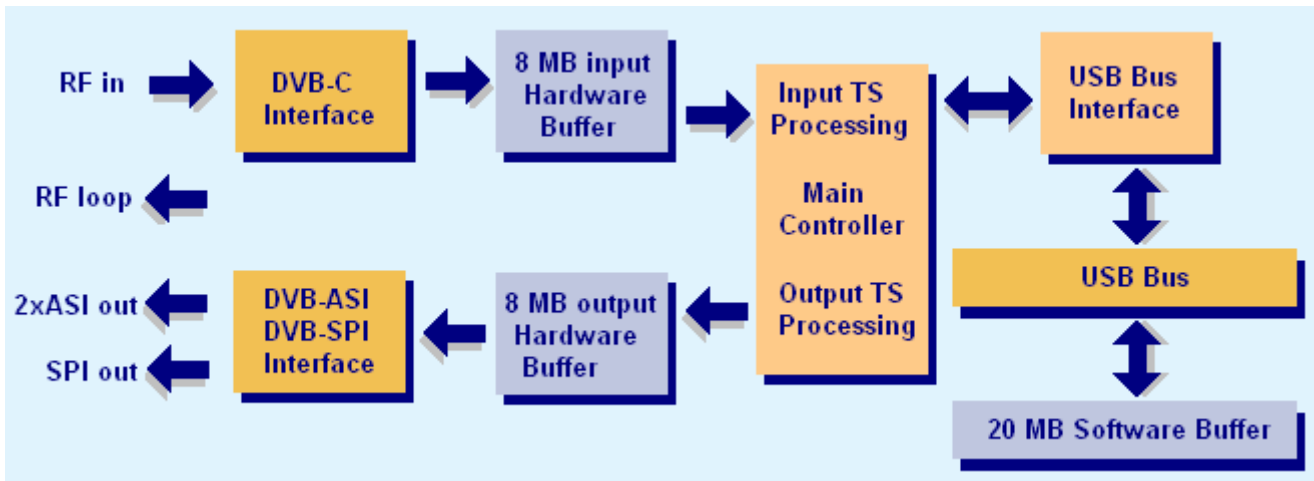 RF in
DVB-C
Interface
8 MB input
Hardware
Buffer
Input TS
Processing
Main
Controller
Output TS
Processing
USB Bus
Interface
RF loop
2xASI out
SPI out
DVB-ASI
DVB-SPI
Interface
8 MB output
Hardware
Buffer
USB Bus
20 MB Software Buffer